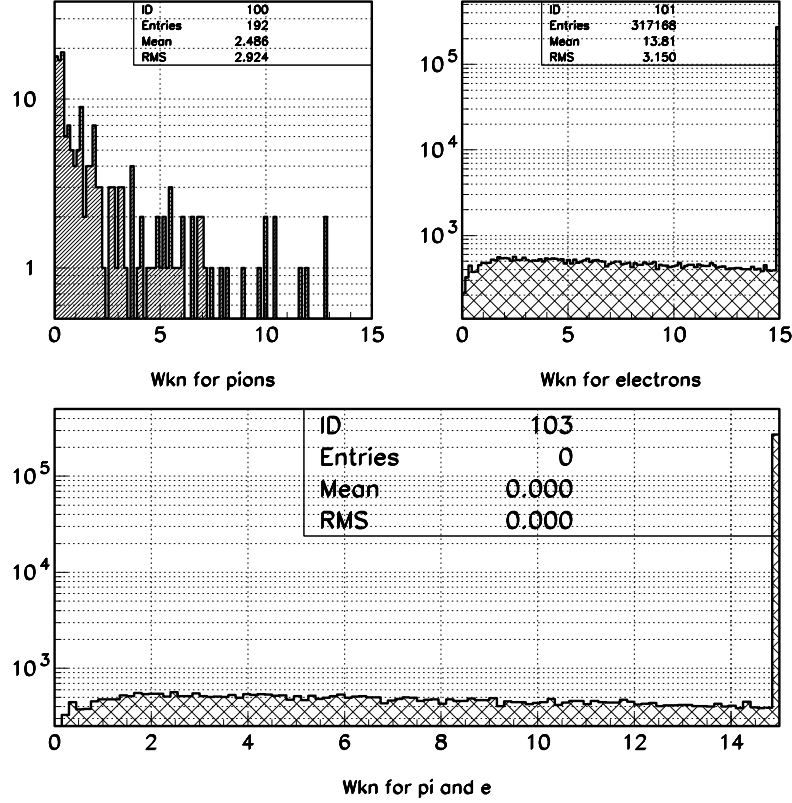 ID 100
Entries 192
Mean 2.486
RMS 2.924
10
1
0 5 10 15
Wkn for pions
ID 101
Entries 317168
Mean 13.81
RMS 3.150
10^5
10^4
10^3
0 5 10 15
Wkn for electrons
ID 103
Entries 0
Mean 0.000
RMS 0.000
10^5
10^4
10^3
0 2 4 6 8 10 12 14
Wkn for pi and e